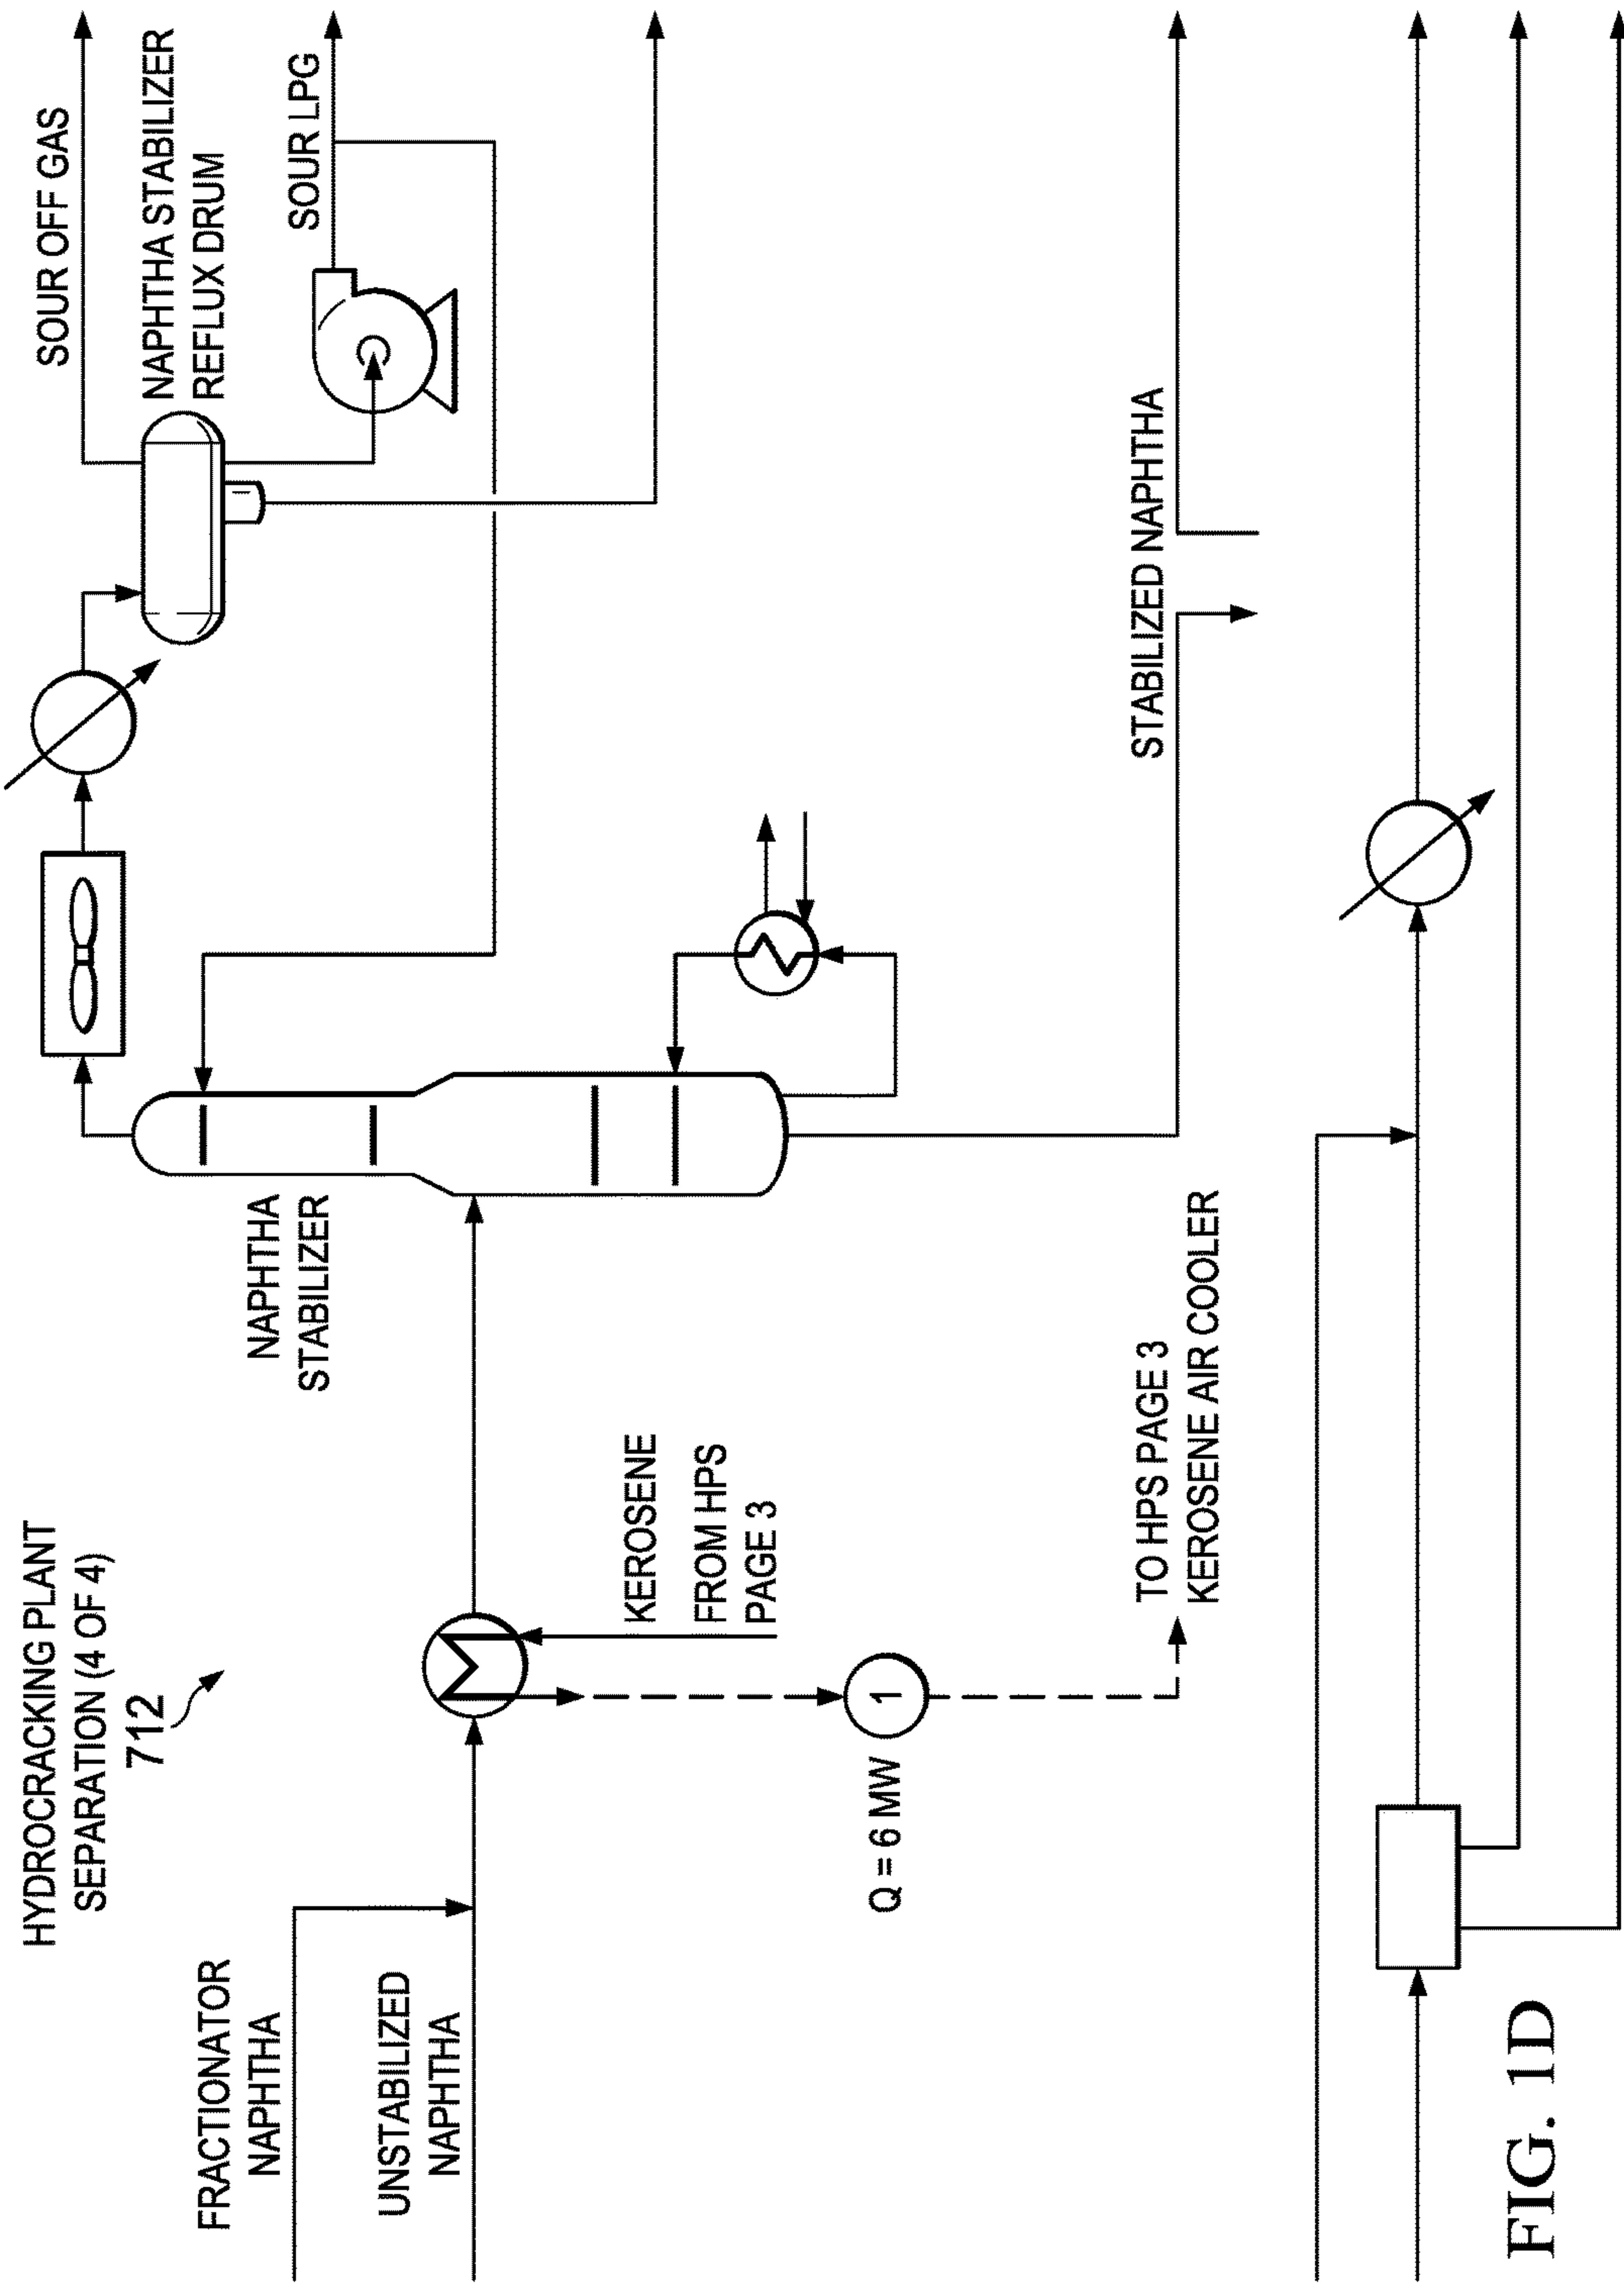 HYDROCRACKING PLANT
SEPARATION (4 OF 4)
712
FRACTIONATOR
NAPHTHA
UNSTABILIZED
NAPHTHA
KEROSENE
FROM HPS
PAGE 3
Q = 6 MW
1
TO HPS PAGE 3
KEROSENE AIR COOLER
NAPHTHA
STABILIZER
SOUR OFF GAS
NAPHTHA STABILIZER
REFLUX DRUM
SOUR LPG
STABILIZED NAPHTHA
FIG. 1D